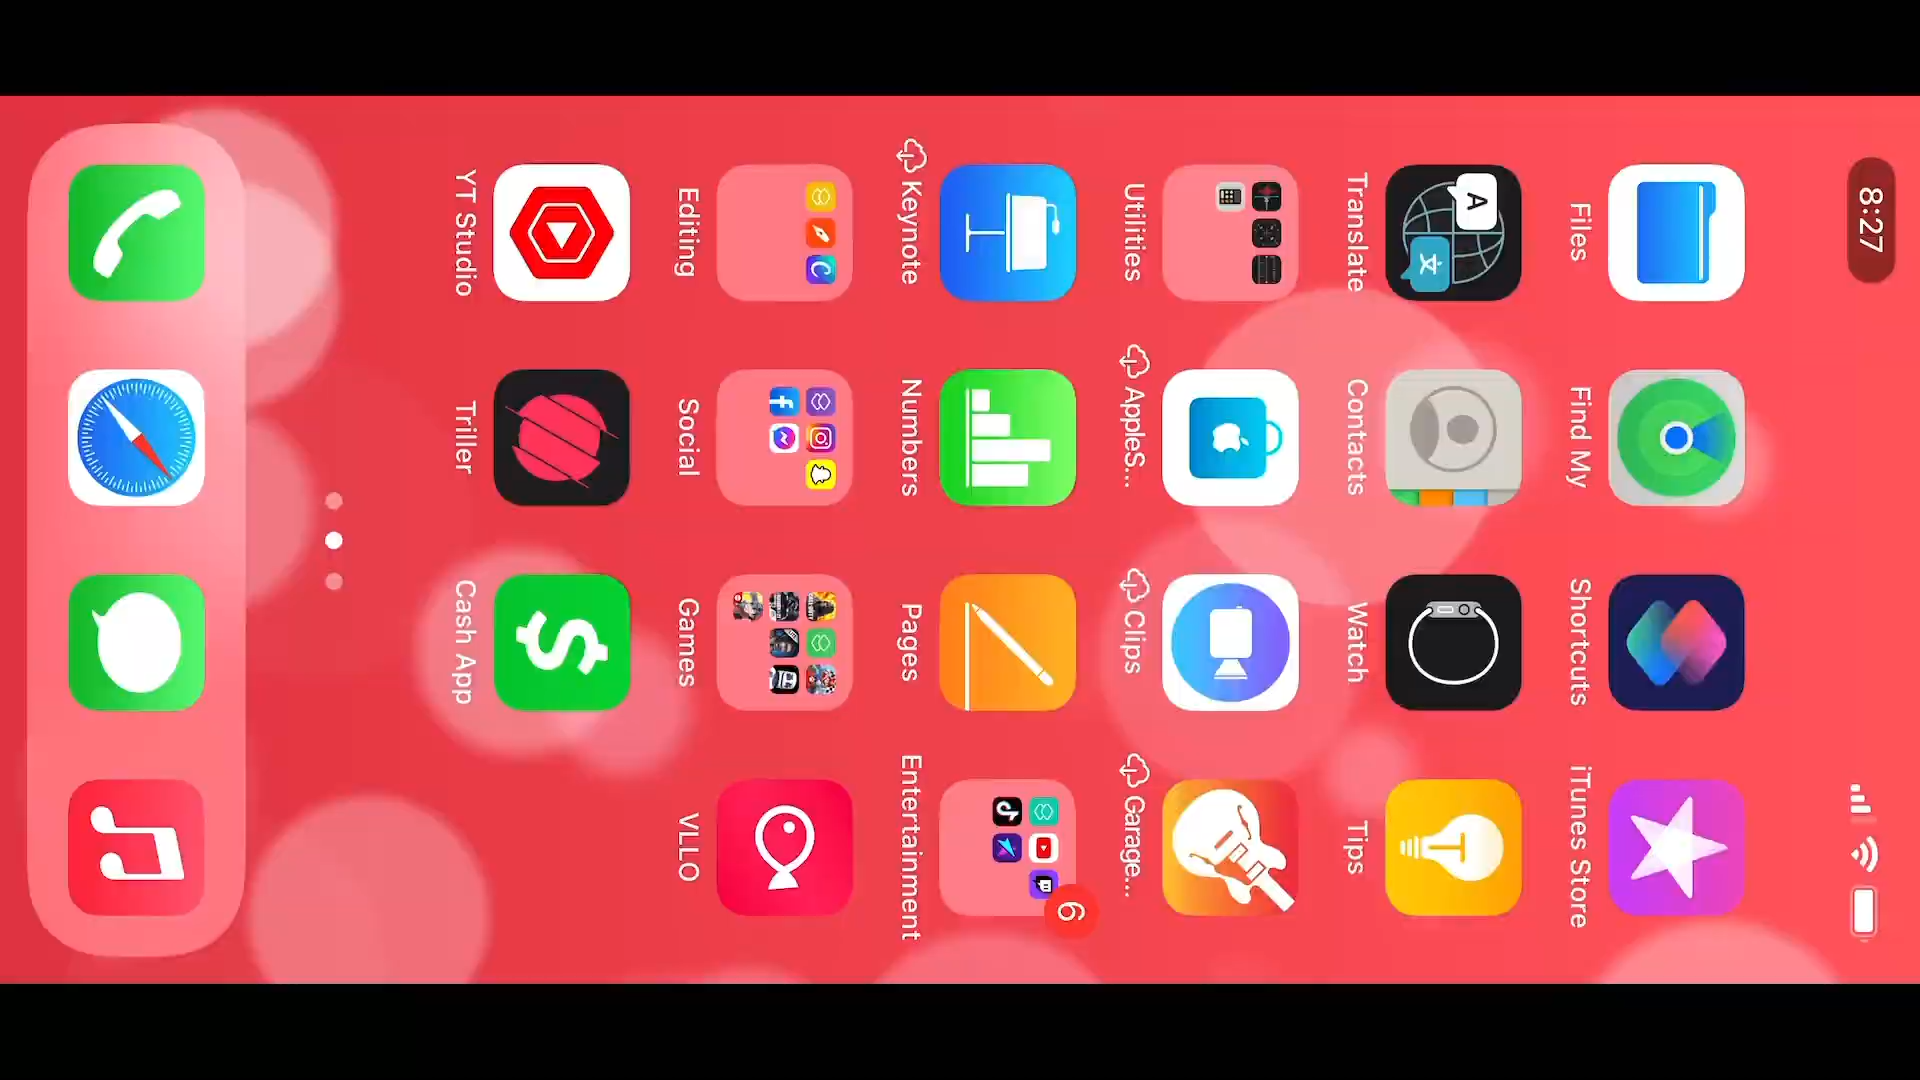 8:27
Files
Find My
Shortcuts
iTunes Store
A
文
Translate
Contacts
Watch
Tips
Utilities
AppleS...
Clips
Garage...
Keynote
Numbers
Pages
6
Entertainment
Editing
Social
Games
VLLO
YT Studio
Triller
Cash App